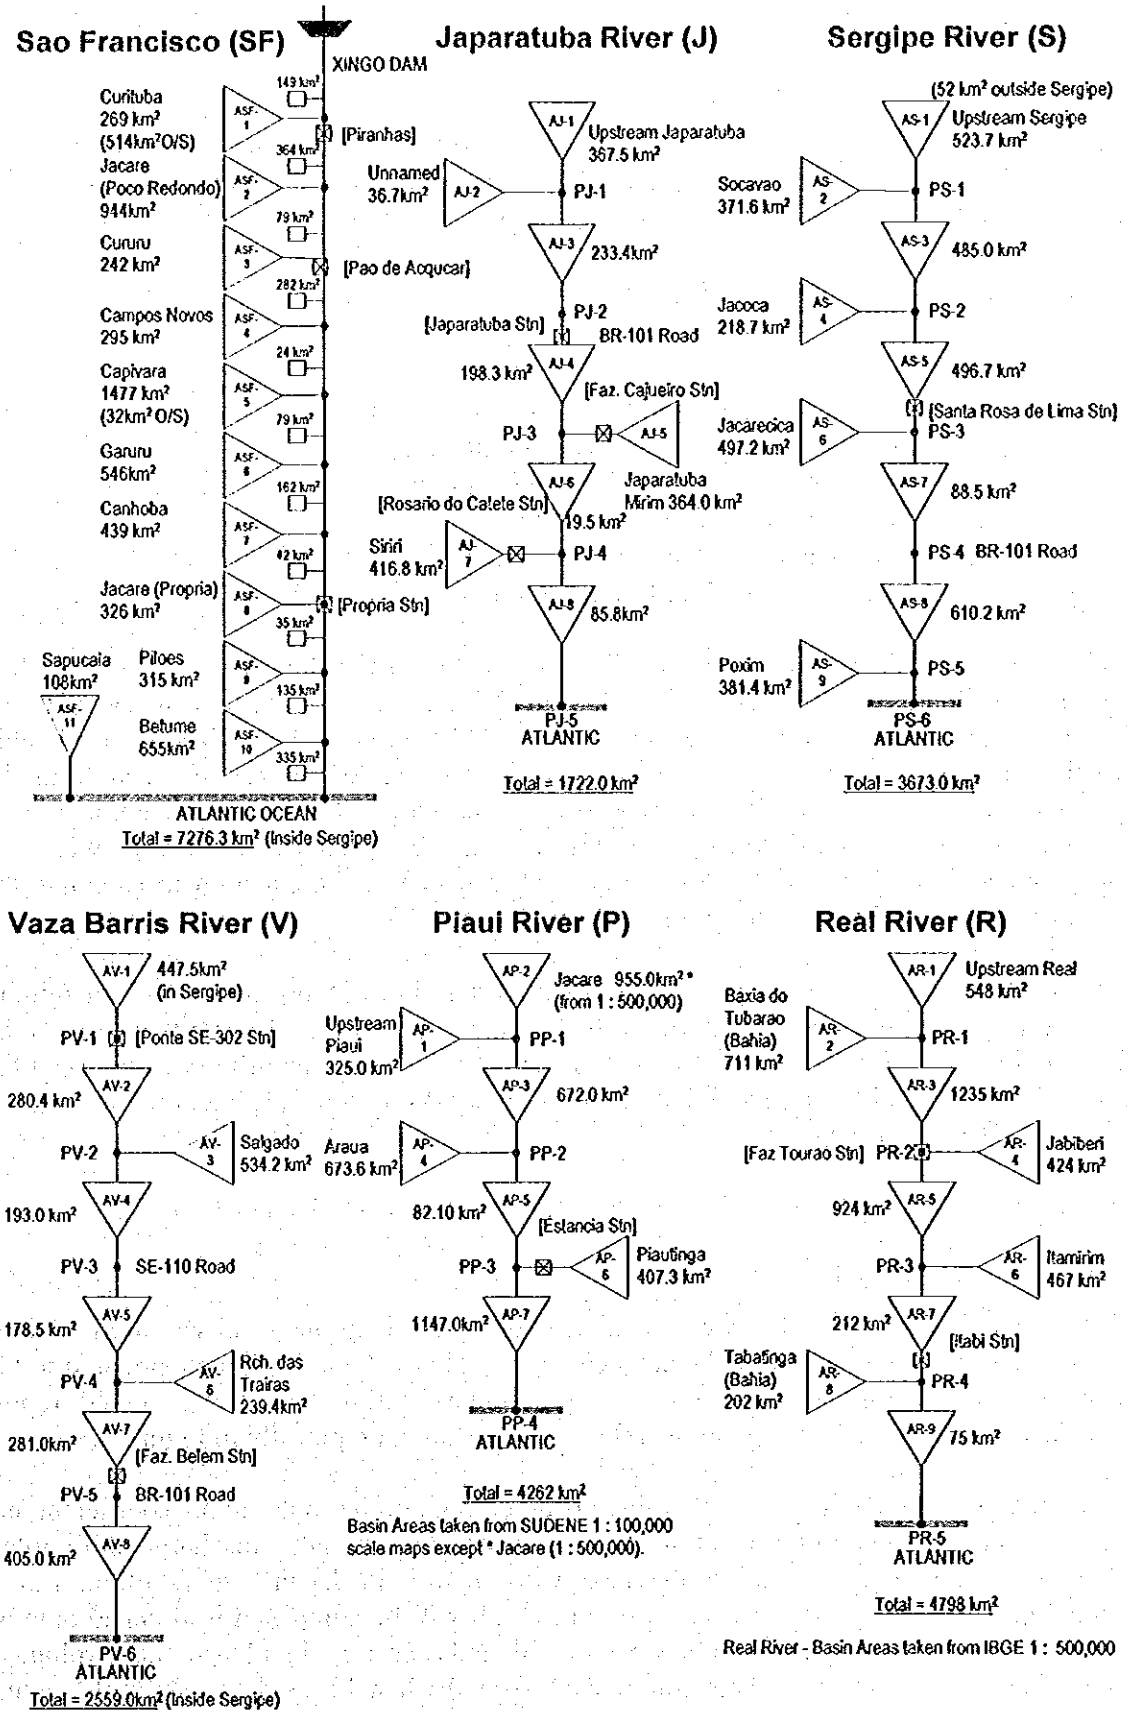 Sao Francisco (SF)
XINGO DAM
149 km²
Curituba
269 km²
(514km² O/S)
ASF-
1
[Piranhas]
364 km²
Jacare
(Poco Redondo)
944km²
ASF-
2
79 km²
Cururu
242 km²
ASF-
3
[Pao de Acqucar]
282 km²
Campos Novos
295 km²
ASF-
4
24 km²
Capivara
1477 km²
(32km² O/S)
ASF-
5
79 km²
Garuru
546km²
ASF-
6
162 km²
Canhoba
439 km²
ASF-
7
42 km²
Jacare (Propria)
326 km²
ASF-
8
[Propria Stn]
35 km²
Sapucaia
108km²
ASF-
11
Piloes
315 km²
ASF-
9
135 km²
Betume
655km²
ASF-
10
335 km²
ATLANTIC OCEAN
Total = 7276.3 km² (Inside Sergipe)
Japaratuba River (J)
AJ-1
Upstream Japaratuba
367.5 km²
Unnamed
36.7km²
AJ-2
PJ-1
AJ-3
233.4km²
PJ-2
[Japaratuba Stn]
BR-101 Road
198.3 km²
AJ-4
[Faz. Cajueiro Stn]
PJ-3
AJ-5
Japaratuba
Mirim 364.0 km²
AJ-6
[Rosario do Catete Stn]
19.5 km²
Siriri
416.8 km²
AJ-
7
PJ-4
AJ-8
85.8km²
PJ-5
ATLANTIC
Total = 1722.0 km²
Sergipe River (S)
(52 km² outside Sergipe)
AS-1
Upstream Sergipe
523.7 km²
Socavao
371.6 km²
AS-
2
PS-1
AS-3
485.0 km²
Jacoca
218.7 km²
AS-
4
PS-2
AS-5
496.7 km²
[Santa Rosa de Lima Stn]
Jacarecica
497.2 km²
AS-
6
PS-3
AS-7
88.5 km²
PS-4 BR-101 Road
AS-8
610.2 km²
Poxim
381.4 km²
AS-
9
PS-5
PS-6
ATLANTIC
Total = 3673.0 km²
Vaza Barris River (V)
AV-1
447.5km²
(in Sergipe)
PV-1
[Ponte SE-302 Stn]
AV-2
280.4 km²
PV-2
AV-
3
Salgado
534.2 km²
AV-4
193.0 km²
PV-3
SE-110 Road
AV-5
178.5 km²
PV-4
AV-
6
Rch. das
Trairas
239.4km²
AV-7
281.0km²
[Faz. Belem Stn]
PV-5
BR-101 Road
AV-8
405.0 km²
PV-6
ATLANTIC
Total = 2559.0km² (Inside Sergipe)
Piaui River (P)
AP-2
Jacare 955.0km² *
(from 1 : 500,000)
Upstream
Piaui
325.0 km²
AP-
1
PP-1
AP-3
672.0 km²
Araua
673.6 km²
AP-
4
PP-2
AP-5
82.10 km²
[Estancia Stn]
PP-3
AP-
6
Piautinga
407.3 km²
AP-7
1147.0km²
PP-4
ATLANTIC
Total = 4262 km²
Basin Areas taken from SUDENE 1 : 100,000
scale maps except * Jacare (1 : 500,000).
Real River (R)
AR-1
Upstream Real
548 km²
Baxia do
Tubarao
(Bahia)
711 km²
AR-
2
PR-1
AR-3
1235 km²
[Faz Tourao Stn]
PR-2
AR-
4
Jabiberi
424 km²
AR-5
924 km²
PR-3
AR-
6
Itamirim
467 km²
AR-7
212 km²
[Itabi Stn]
Tabatinga
(Bahia)
202 km²
AR-
8
PR-4
AR-9
75 km²
PR-5
ATLANTIC
Total = 4798 km²
Real River - Basin Areas taken from IBGE 1 : 500,000